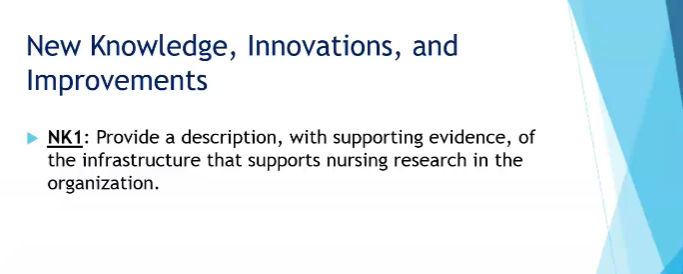 New Knowledge, Innovations, and
Improvements
NK1: Provide a description, with supporting evidence, of
the infrastructure that supports nursing research in the
organization.